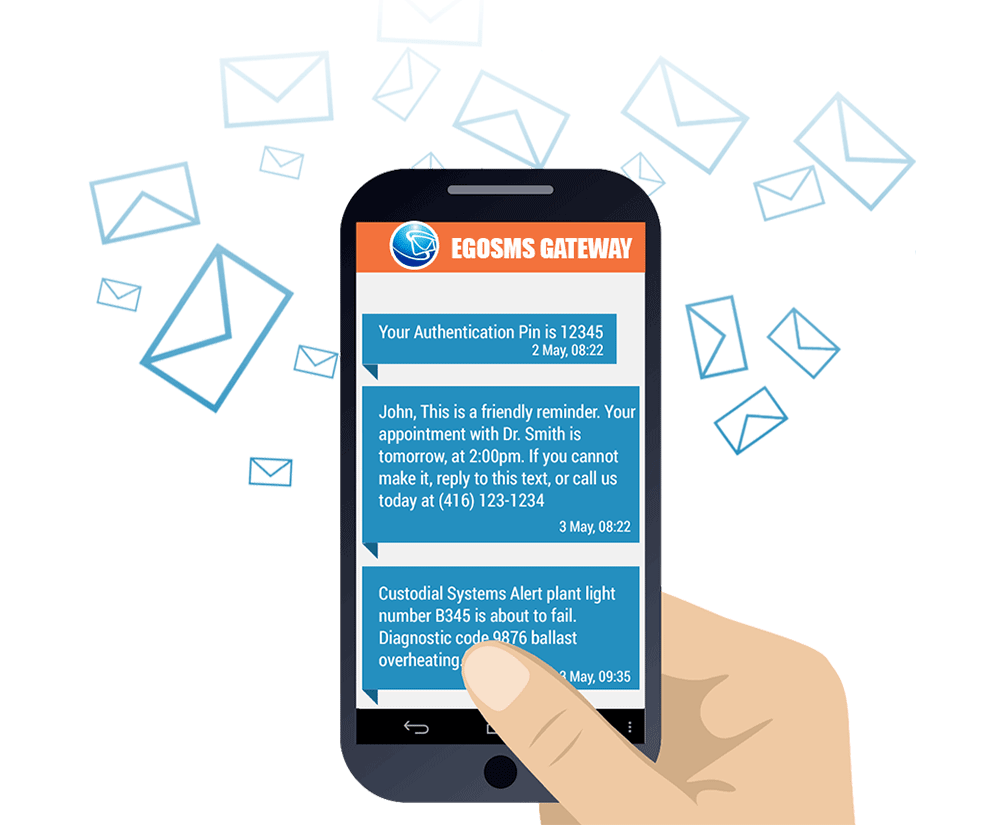 EGOSMS GATEWAY
Your Authentication Pin is 12345
2 May, 08:22
John, This is a friendly reminder. Your
appointment with Dr. Smith is
tomorrow, at 2:00pm. If you cannot
make it, reply to this text, or call us
today at (416) 123-1234
3 May, 08:22
Custodial Systems Alert plant light
number B345 is about to fail.
Diagnostic code 9876 ballast
overheating.
3 May, 09:35